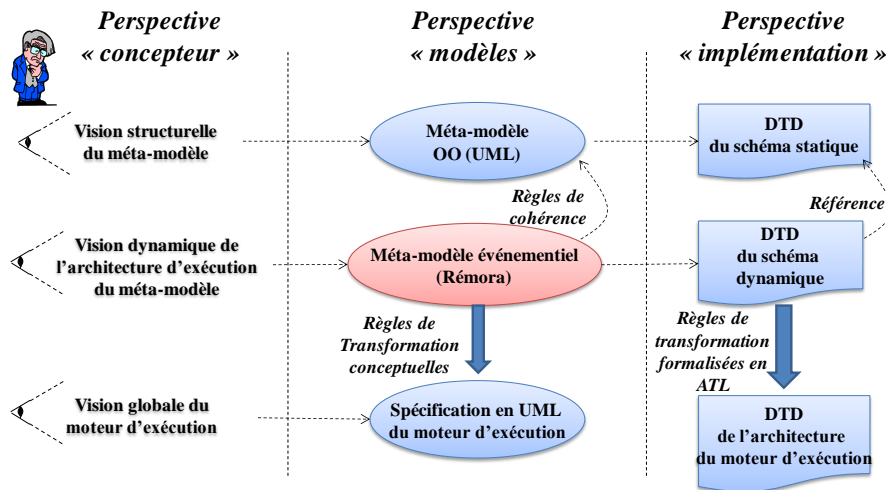 Perspective
« concepteur »
Perspective
« modèles »
Perspective
« implémentation »
Vision structurelle
du méta-modèle
Méta-modèle
OO (UML)
DTD
du schéma statique
Règles de
cohérence
Référence
Vision dynamique de
l’architecture d’exécution
du méta-modèle
Méta-modèle événementiel
(Rémora)
DTD
du schéma
dynamique
Règles de
Transformation
conceptuelles
Règles de
transformation
formalisées en
ATL
Vision globale du
moteur d’exécution
Spécification en UML
du moteur d’exécution
DTD
de l’architecture
du moteur d’exécution